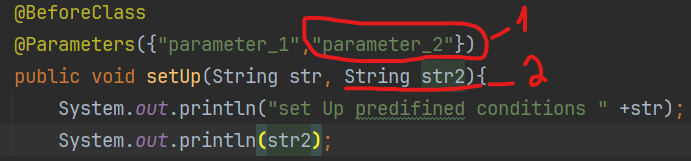 @BeforeClass
@Parameters({"parameter_1","parameter_2"}) 1
public void setUp(String str, String str2){ 2
System.out.println("set Up predifined conditions " +str);
System.out.println(str2);